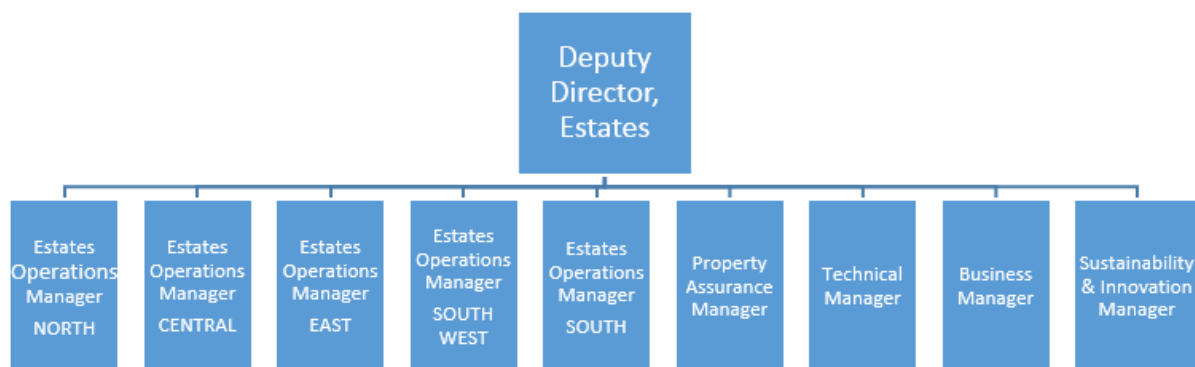 Deputy
Director,
Estates
Estates
Operations
Manager
NORTH
Estates
Operations
Manager
CENTRAL
Estates
Operations
Manager
EAST
Estates
Operations
Manager
SOUTH
WEST
Estates
Operations
Manager
SOUTH
Property
Assurance
Manager
Technical
Manager
Business
Manager
Sustainability
& Innovation
Manager